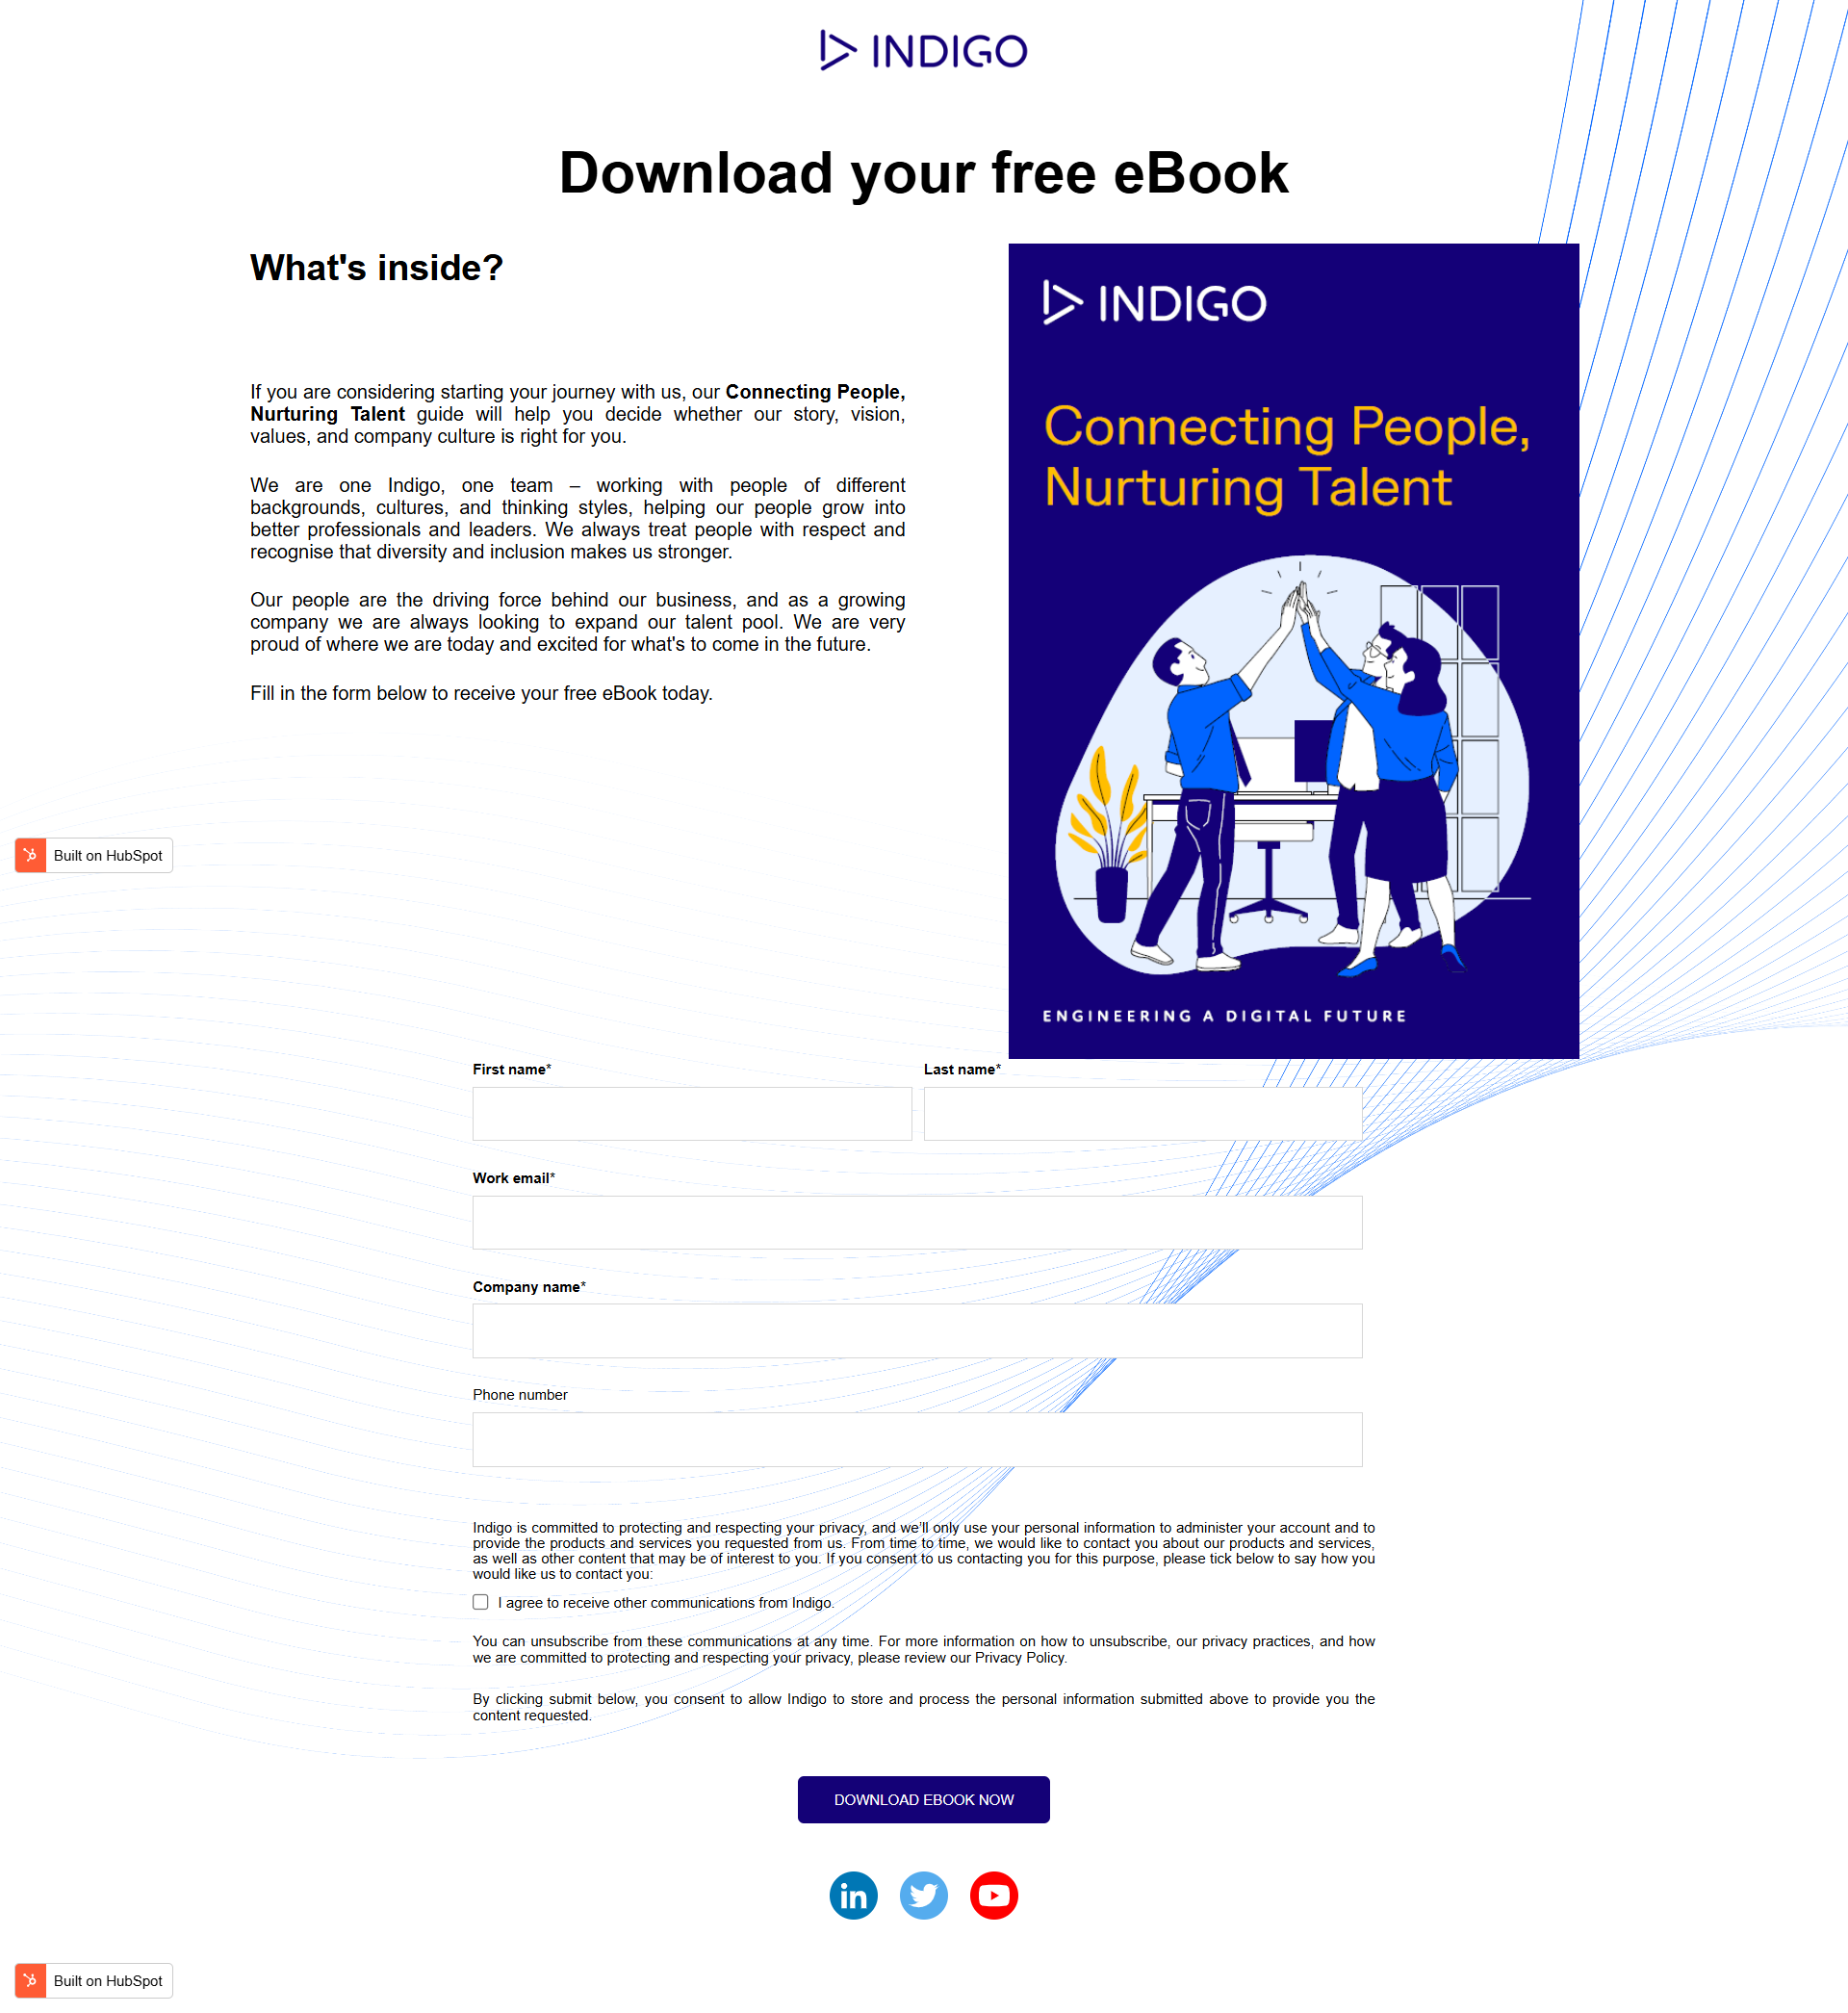 INDIGO
Download your free eBook
What's inside?
If you are considering starting your journey with us, our Connecting People,
Nurturing Talent guide will help you decide whether our story, vision,
values, and company culture is right for you.
We are one Indigo, one team – working with people of different
backgrounds, cultures, and thinking styles, helping our people grow into
better professionals and leaders. We always treat people with respect and
recognise that diversity and inclusion makes us stronger.
Our people are the driving force behind our business, and as a growing
company we are always looking to expand our talent pool. We are very
proud of where we are today and excited for what's to come in the future.
Fill in the form below to receive your free eBook today.
INDIGO
Connecting People,
Nurturing Talent
ENGINEERING A DIGITAL FUTURE
Built on HubSpot
First name*
Last name*
Work email*
Company name*
Phone number
Indigo is committed to protecting and respecting your privacy, and we’ll only use your personal information to administer your account and to
provide the products and services you requested from us. From time to time, we would like to contact you about our products and services,
as well as other content that may be of interest to you. If you consent to us contacting you for this purpose, please tick below to say how you
would like us to contact you:
I agree to receive other communications from Indigo.
You can unsubscribe from these communications at any time. For more information on how to unsubscribe, our privacy practices, and how
we are committed to protecting and respecting your privacy, please review our Privacy Policy.
By clicking submit below, you consent to allow Indigo to store and process the personal information submitted above to provide you the
content requested.
DOWNLOAD EBOOK NOW
in
Built on HubSpot